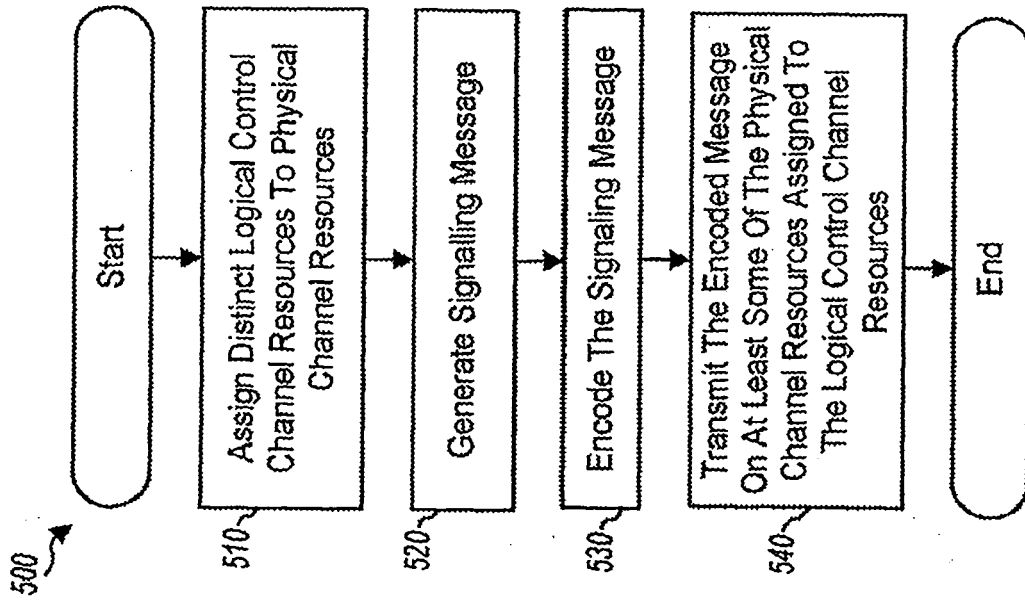 500
Start
510
Assign Distinct Logical Control
Channel Resources To Physical
Channel Resources
520
Generate Signalling Message
530
Encode The Signaling Message
540
Transmit The Encoded Message
On At Least Some Of The Physical
Channel Resources Assigned To
The Logical Control Channel
Resources
End